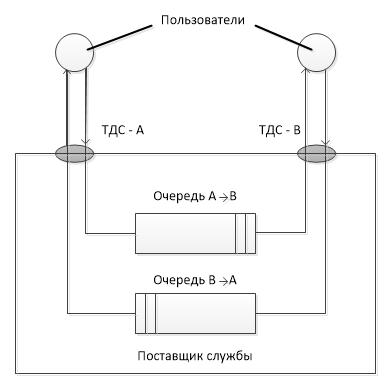 Пользователи
ТДС - А
ТДС - В
Очередь А →В
Очередь В →А
Поставщик службы